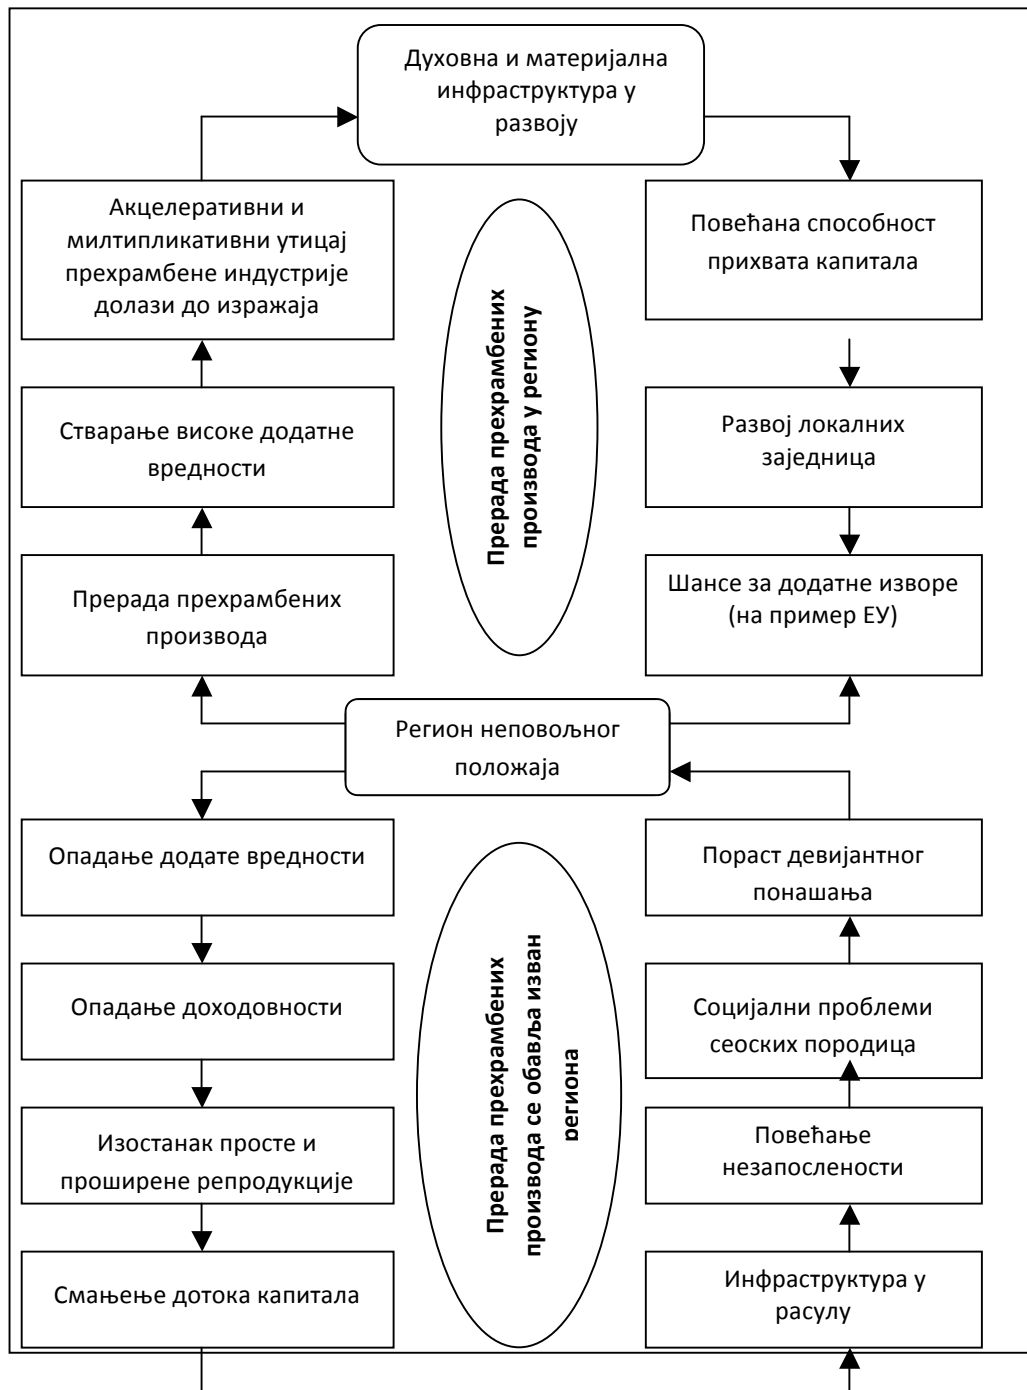 Духовна и материјална
инфраструктура у
развоју
Акцелеративни и
милтипликативни утицај
прехрамбене индустрије
долази до изражаја
Повећана способност
прихвата капитала
Прерада прехрамбених
производа у региону
Стварање високе додатне
вредности
Развој локалних
заједница
Прерада прехрамбених
производа
Шансе за додатне изворе
(на пример ЕУ)
Регион неповољног
положаја
Опадање додате вредности
Пораст девијантног
понашања
Прерада прехрамбених
производа се обавља изван
региона
Опадање доходовности
Социјални проблеми
сеоских породица
Изостанак просте и
проширене репродукције
Повећање
незапослености
Смањење дотока капитала
Инфраструктура у
расулу